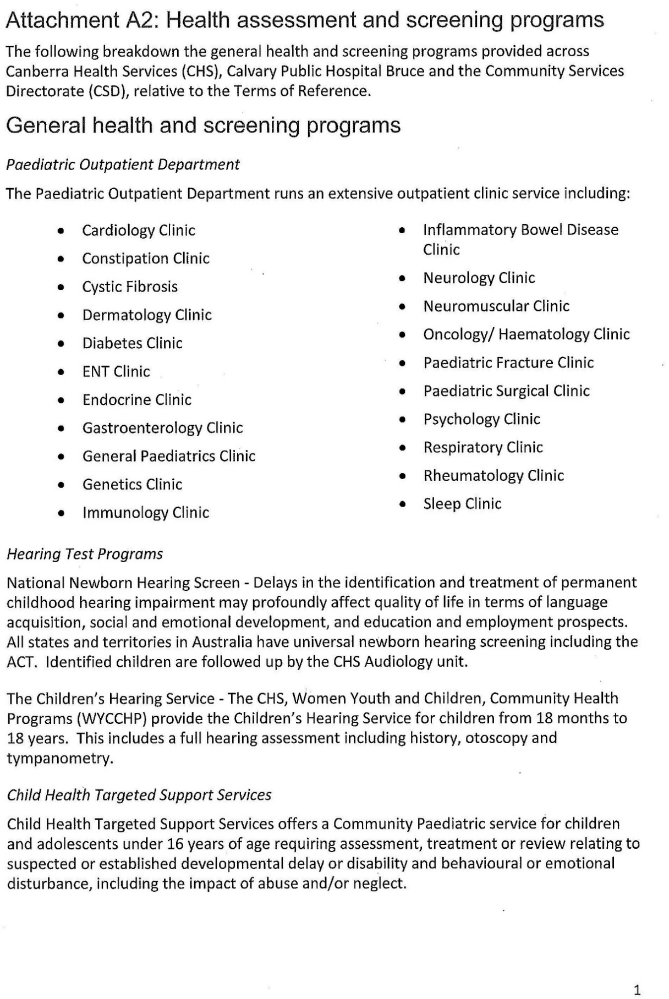 Attachment A2: Health assessment and screening programs
The following breakdown the general health and screening programs provided across
Canberra Health Services (CHS), Calvary Public Hospital Bruce and the Community Services
Directorate (CSD), relative to the Terms of Reference.
General health and screening programs
Paediatric Outpatient Department
The Paediatric Outpatient Department runs an extensive outpatient clinic service including:
• Cardiology Clinic
• Constipation Clinic
• Cystic Fibrosis
• Dermatology Clinic
• Diabetes Clinic
• ENT Clinic
• Endocrine Clinic
• Gastroenterology Clinic
• General Paediatrics Clinic
• Genetics Clinic
• Immunology Clinic
• Inflammatory Bowel Disease
Clinic
• Neurology Clinic
• Neuromuscular Clinic
• Oncology/ Haematology Clinic
• Paediatric Fracture Clinic
• Paediatric Surgical Clinic
• Psychology Clinic
• Respiratory Clinic
• Rheumatology Clinic
• Sleep Clinic
Hearing Test Programs
National Newborn Hearing Screen - Delays in the identification and treatment of permanent
childhood hearing impairment may profoundly affect quality of life in terms of language
acquisition, social and emotional development, and education and employment prospects.
All states and territories in Australia have universal newborn hearing screening including the
ACT.  Identified children are followed up by the CHS Audiology unit.
The Children's Hearing Service - The CHS, Women Youth and Children, Community Health
Programs (WYCCHP) provide the Children's Hearing Service for children from 18 months to
18 years.  This includes a full hearing assessment including history, otoscopy and
tympanometry.
Child Health Targeted Support Services
Child Health Targeted Support Services offers a Community Paediatric service for children
and adolescents under 16 years of age requiring assessment, treatment or review relating to
suspected or established developmental delay or disability and behavioural or emotional
disturbance, including the impact of abuse and/or neglect.
1